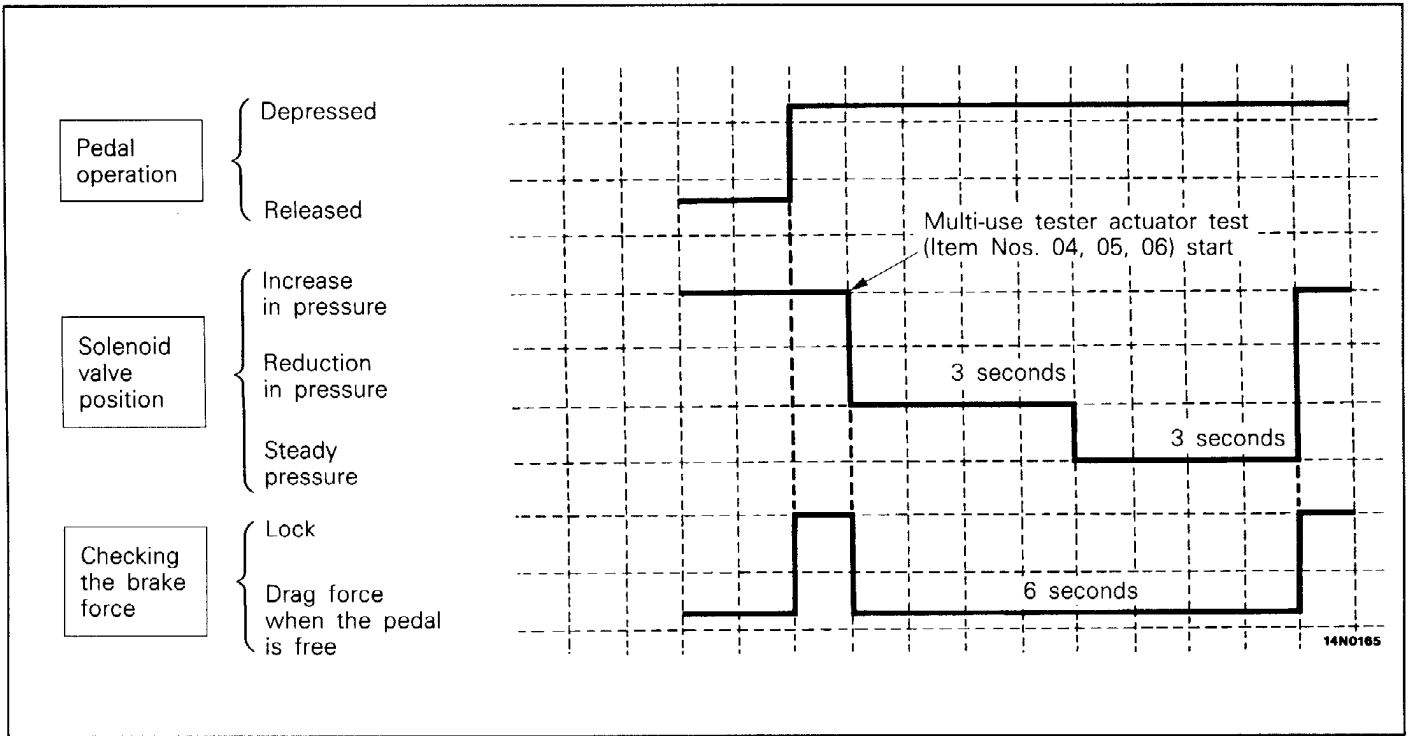 Pedal
operation
Depressed
Released
Multi-use tester actuator test
(Item Nos. 04, 05, 06) start
Solenoid
valve
position
Increase
in pressure
Reduction
in pressure
Steady
pressure
3 seconds
3 seconds
Checking
the brake
force
Lock
Drag force
when the pedal
is free
6 seconds
14N0165